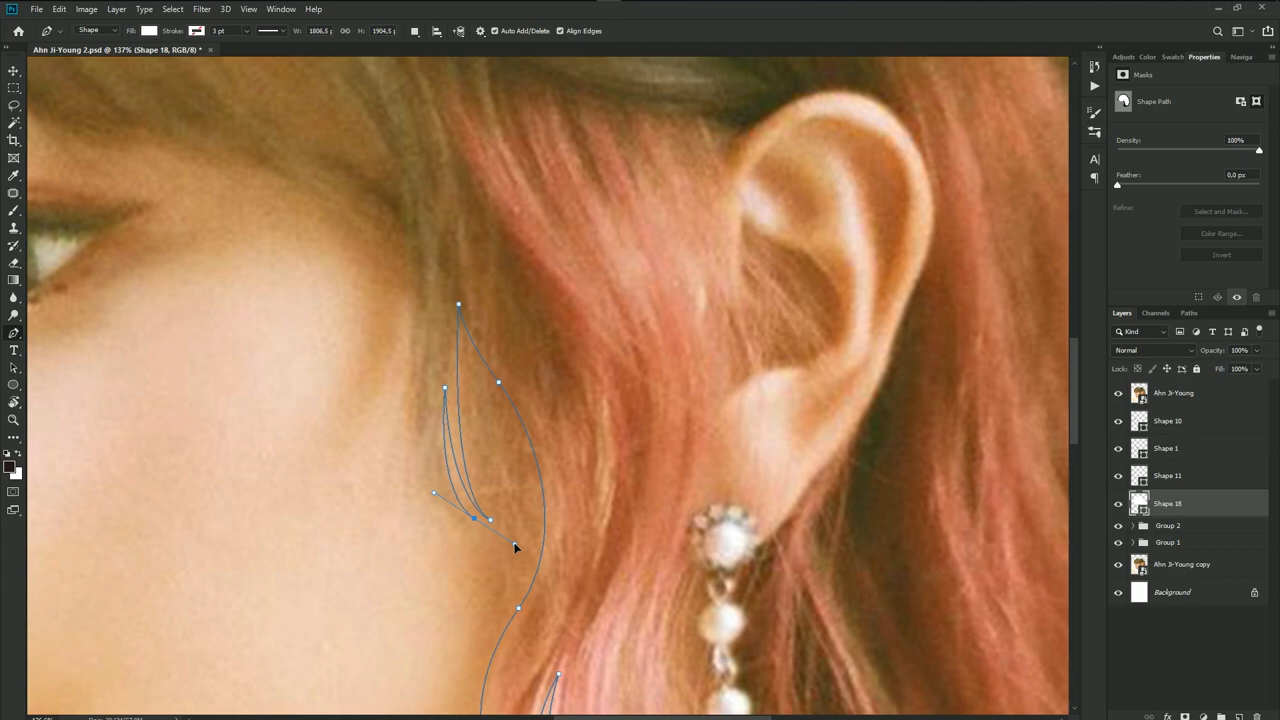 Ps File Edit Image Layer Type Select Filter 3D View Window Help
Shape Fill: Stroke: 3 pt W: 1806,5 H: 1904,5 Auto Add/Delete Align Edges
Ahn Ji-Young 2.psd @ 137% (Shape 18, RGB/8) *
Color Swatch Properties Naviga
Masks
Shape Path
Density: 100%
Feather: 0,0 px
Refine: Select and Mask...
Color Range...
Invert
Layers Channels Paths
Kind
Normal Opacity: 100%
Lock: Fill: 100%
Ahn Ji-Young
Shape 10
Shape 1
Shape 11
Shape 18
Group 2
Group 1
Ahn Ji-Young copy
Background